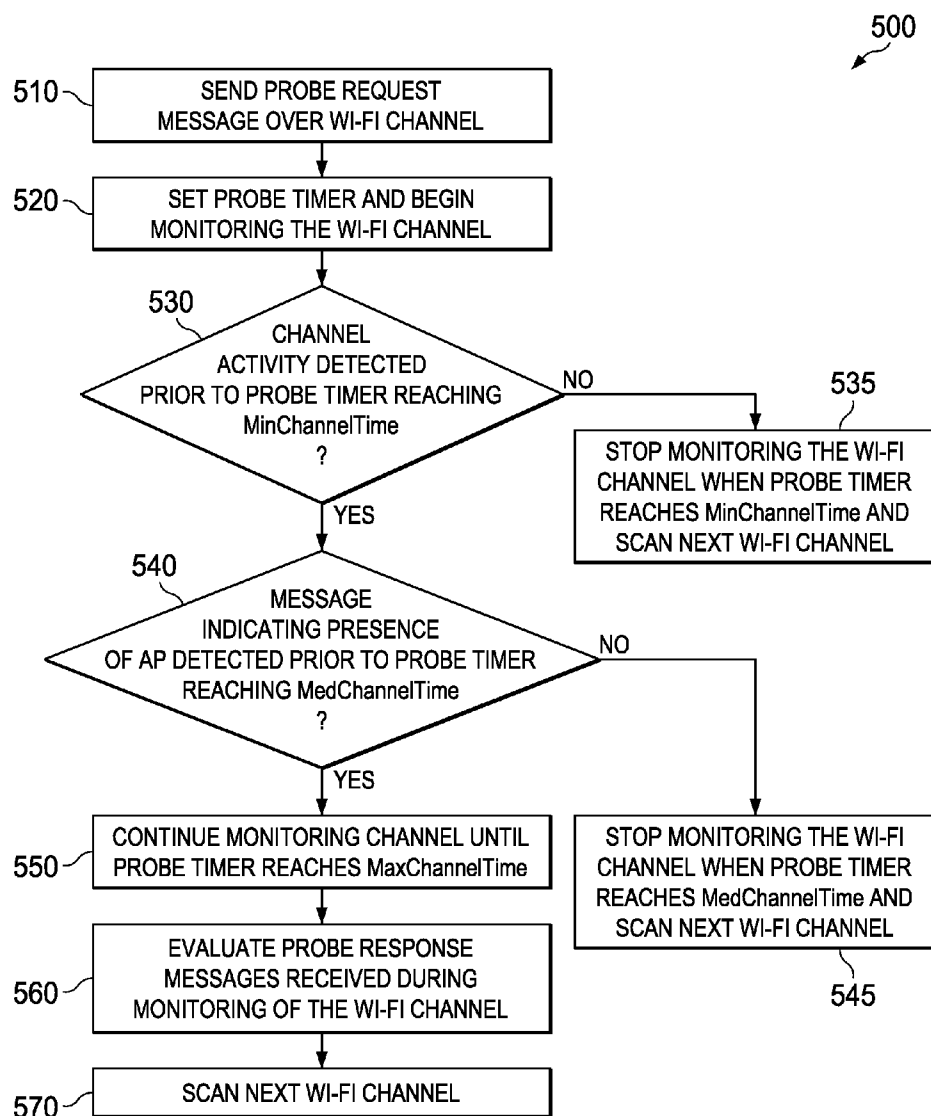 500
510
SEND PROBE REQUEST
MESSAGE OVER WI-FI CHANNEL
520
SET PROBE TIMER AND BEGIN
MONITORING THE WI-FI CHANNEL
530
CHANNEL
ACTIVITY DETECTED
PRIOR TO PROBE TIMER REACHING
MinChannelTime
?
NO
535
STOP MONITORING THE WI-FI
CHANNEL WHEN PROBE TIMER
REACHES MinChannelTime AND
SCAN NEXT WI-FI CHANNEL
YES
540
MESSAGE
INDICATING PRESENCE
OF AP DETECTED PRIOR TO PROBE TIMER
REACHING MedChannelTime
?
NO
YES
550
CONTINUE MONITORING CHANNEL UNTIL
PROBE TIMER REACHES MaxChannelTime
STOP MONITORING THE WI-FI
CHANNEL WHEN PROBE TIMER
REACHES MedChannelTime AND
SCAN NEXT WI-FI CHANNEL
545
560
EVALUATE PROBE RESPONSE
MESSAGES RECEIVED DURING
MONITORING OF THE WI-FI CHANNEL
570
SCAN NEXT WI-FI CHANNEL